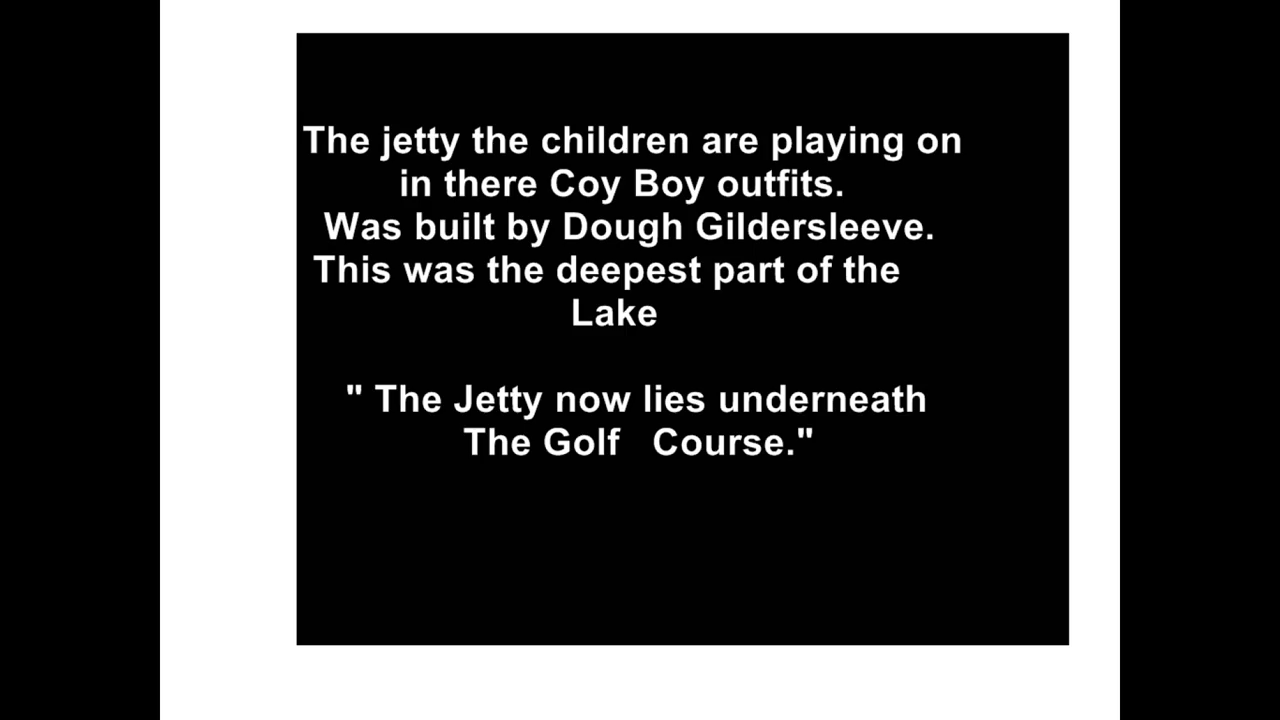 The jetty the children are playing on
in there Coy Boy outfits.
Was built by Dough Gildersleeve.
This was the deepest part of the
Lake
" The Jetty now lies underneath
The Golf Course."